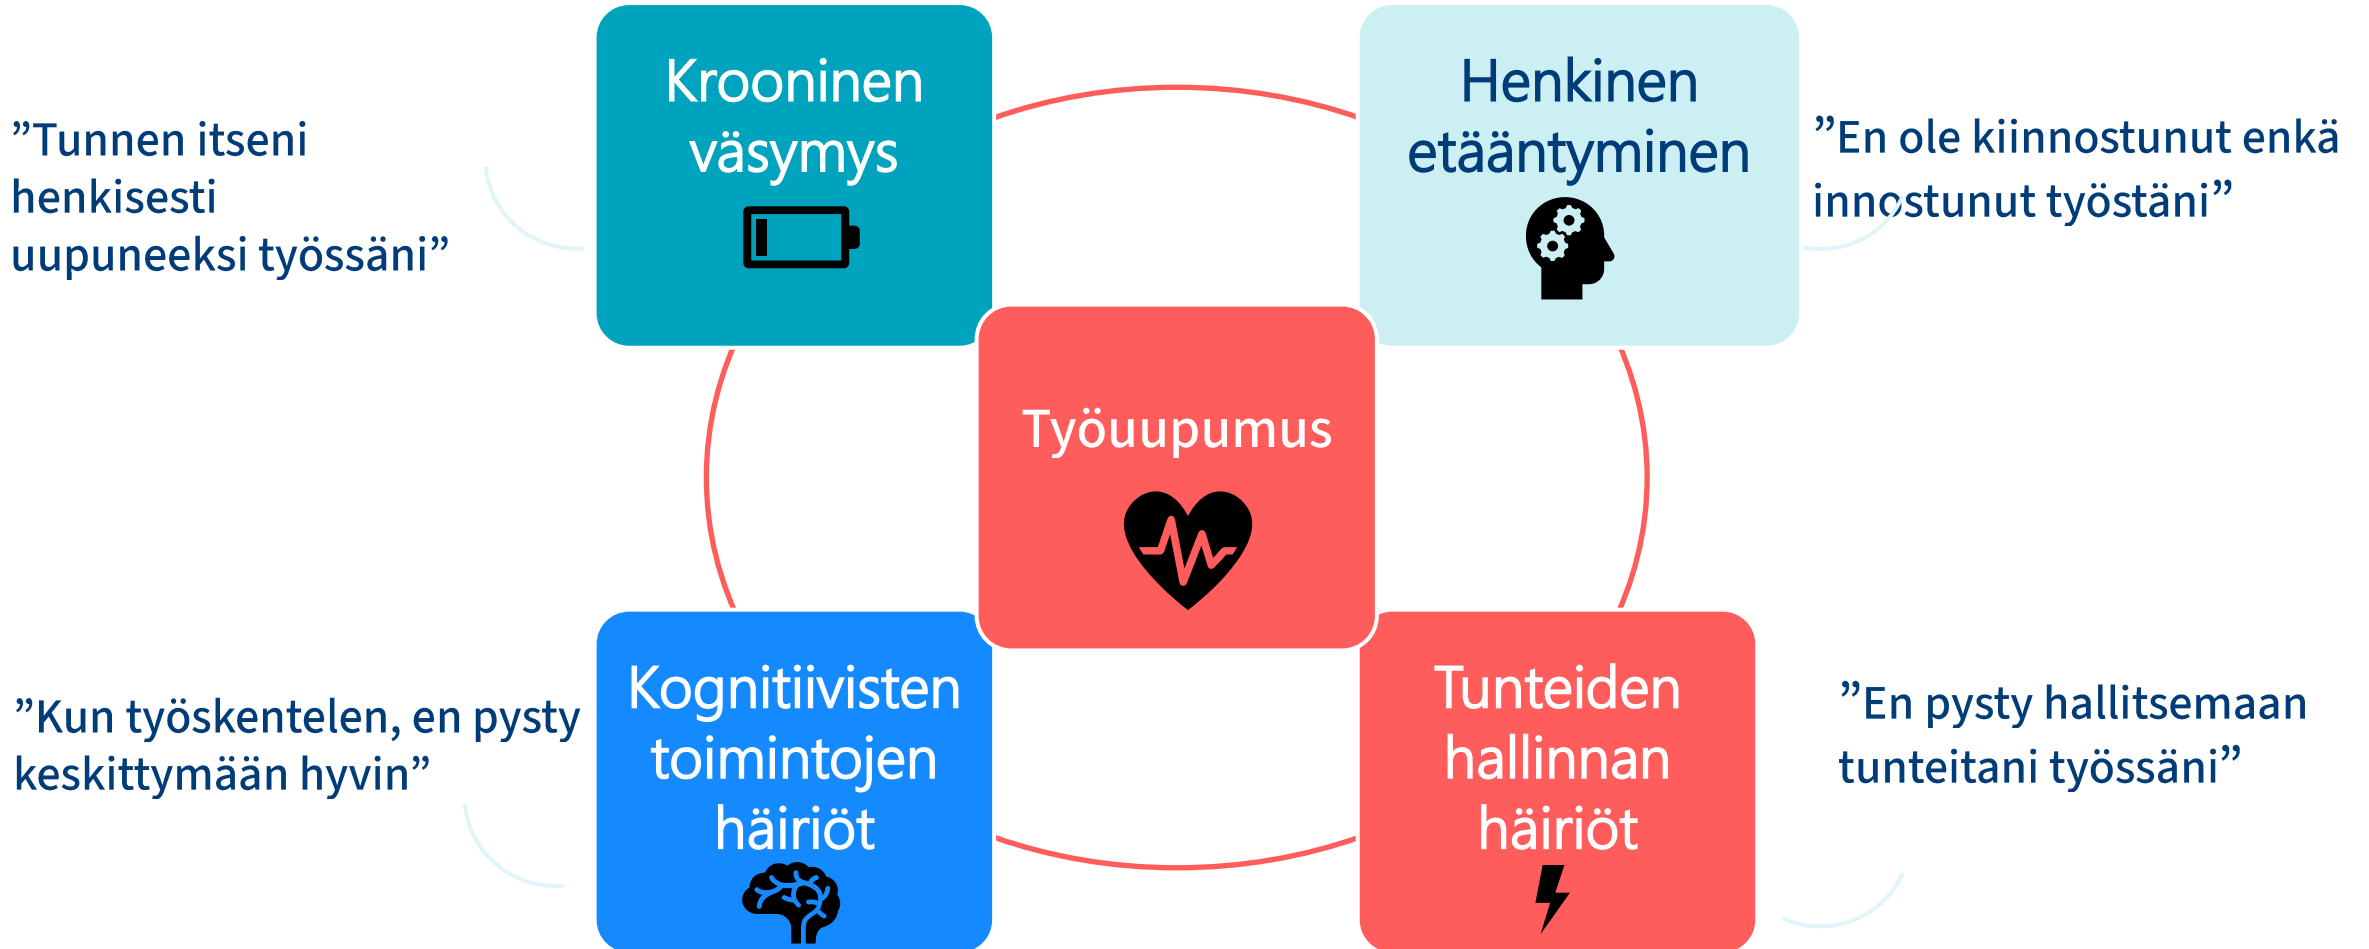 Krooninen
väsymys
Henkinen
etääntyminen
”Tunnen itseni
henkisesti
uupuneeksi työssäni”
”En ole kiinnostunut enkä
innostunut työstäni”
Työuupumus
Kognitiivisten
toimintojen
häiriöt
Tunteiden
hallinnan
häiriöt
”Kun työskentelen, en pysty
keskittymään hyvin”
”En pysty hallitsemaan
tunteitani työssäni”